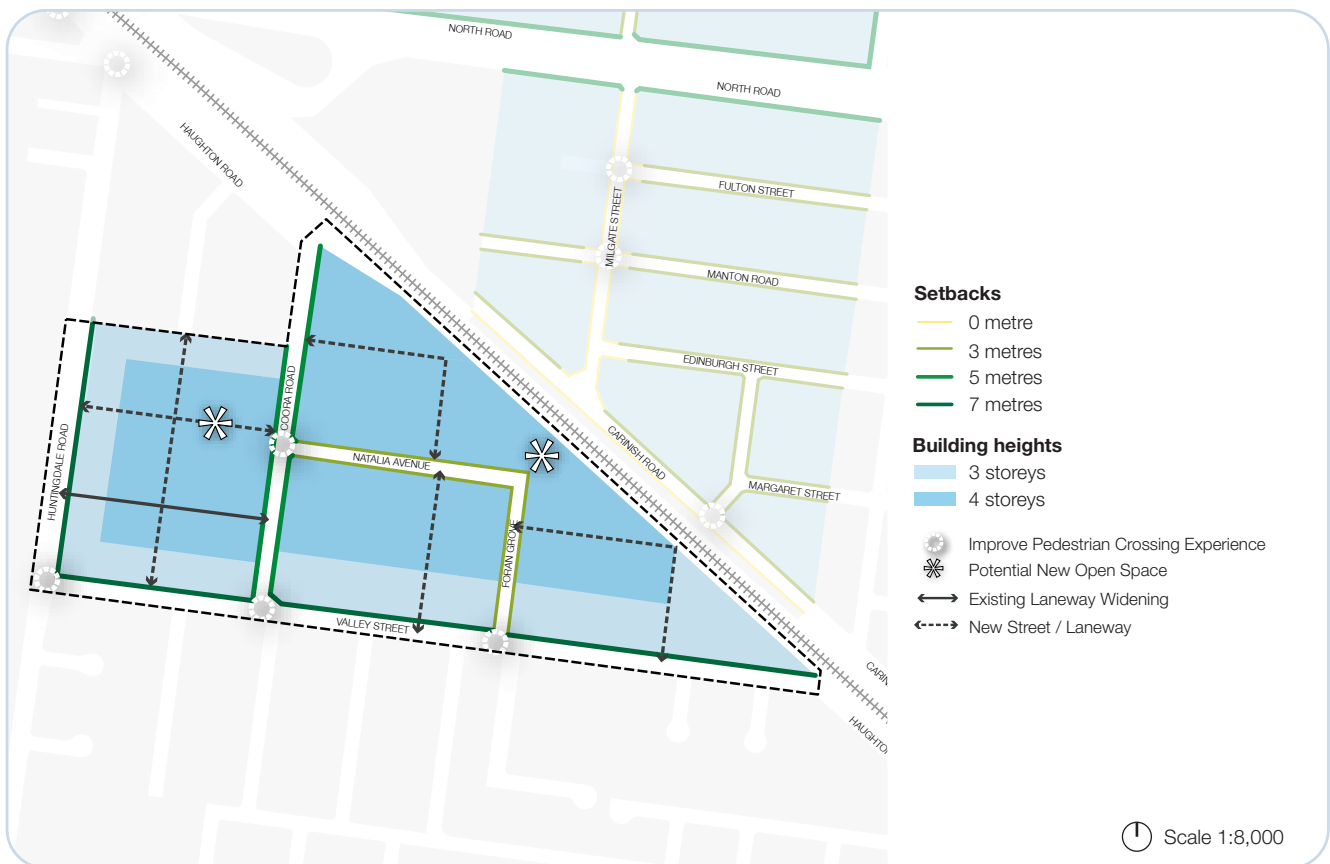 NORTH ROAD
NORTH ROAD
HAUGHTON ROAD
FULTON STREET
MILGATE STREET
MANTON ROAD
EDINBURGH STREET
COORA ROAD
CARINISH ROAD
NATALIA AVENUE
HUNTINGDALE ROAD
MARGARET STREET
FORAN GROVE
VALLEY STREET
CARIN
HAUGHTO
Setbacks
0 metre
3 metres
5 metres
7 metres
Building heights
3 storeys
4 storeys
Improve Pedestrian Crossing Experience
Potential New Open Space
Existing Laneway Widening
New Street / Laneway
Scale 1:8,000